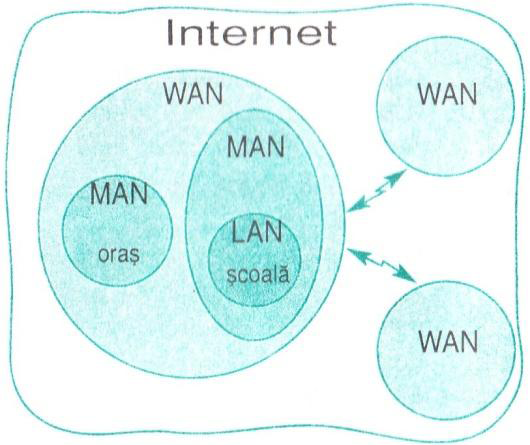 Internet
WAN
MAN
MAN
oraș
LAN
școală
WAN
WAN